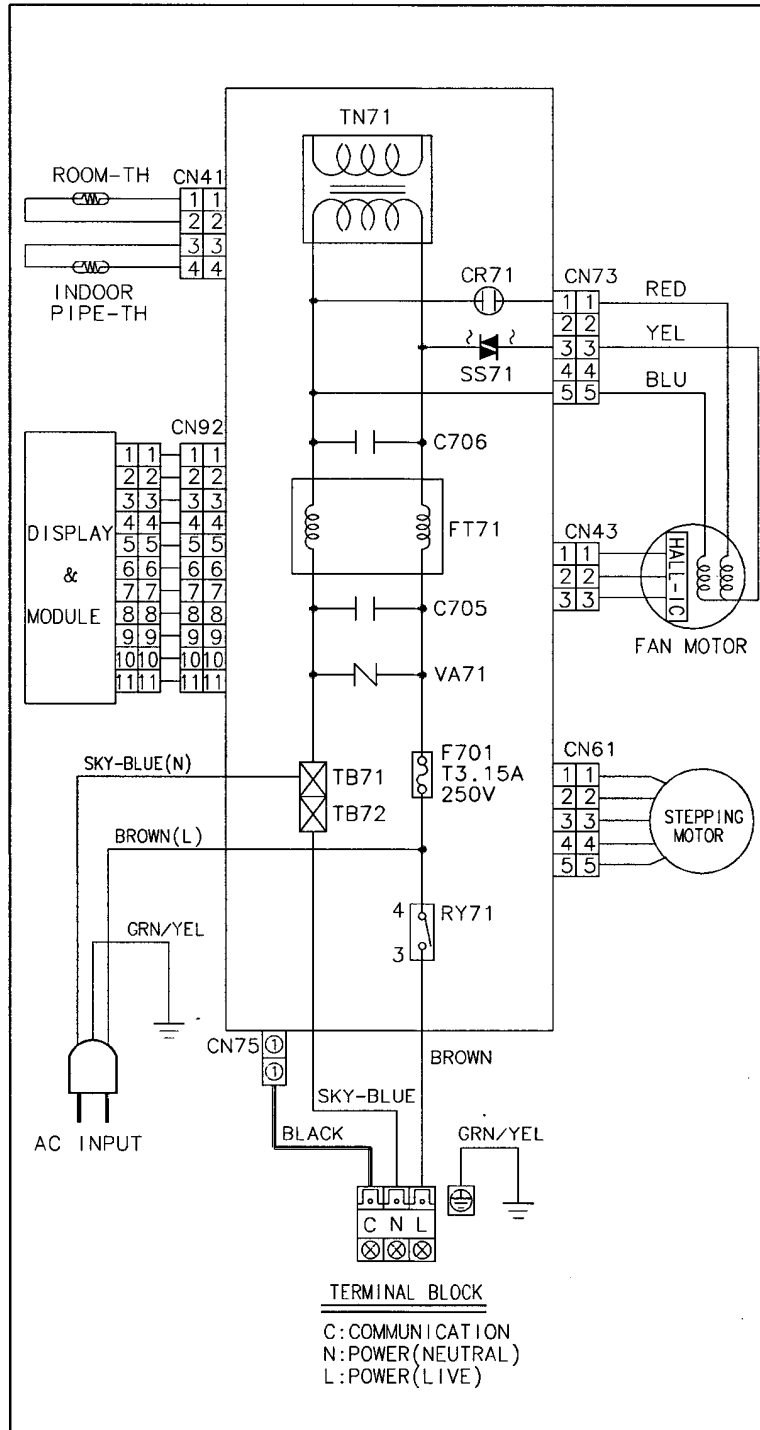 TN71
ROOM-TH
CN41
1 1
2 2
3 3
4 4
INDOOR
PIPE-TH
CR71
CN73
1 1
2 2
3 3
4 4
5 5
RED
YEL
BLU
SS71
C706
CN92
1 1 1 1
2 2 2 2
3 3 3 3
4 4 4 4
5 5 5 5
6 6 6 6
7 7 7 7
8 8 8 8
9 9 9 9
10 10 10 10
11 11 11 11
DISPLAY
&
MODULE
FT71
CN43
1 1
2 2
3 3
HALL-IC
FAN MOTOR
C705
VA71
SKY-BLUE(N)
TB71
TB72
F701
T3.15A
250V
CN61
1 1
2 2
3 3
4 4
5 5
STEPPING
MOTOR
BROWN(L)
GRN/YEL
4
3
RY71
CN75
1
1
BROWN
SKY-BLUE
BLACK
GRN/YEL
AC INPUT
C N L
TERMINAL BLOCK
C:COMMUNICATION
N:POWER(NEUTRAL)
L:POWER(LIVE)